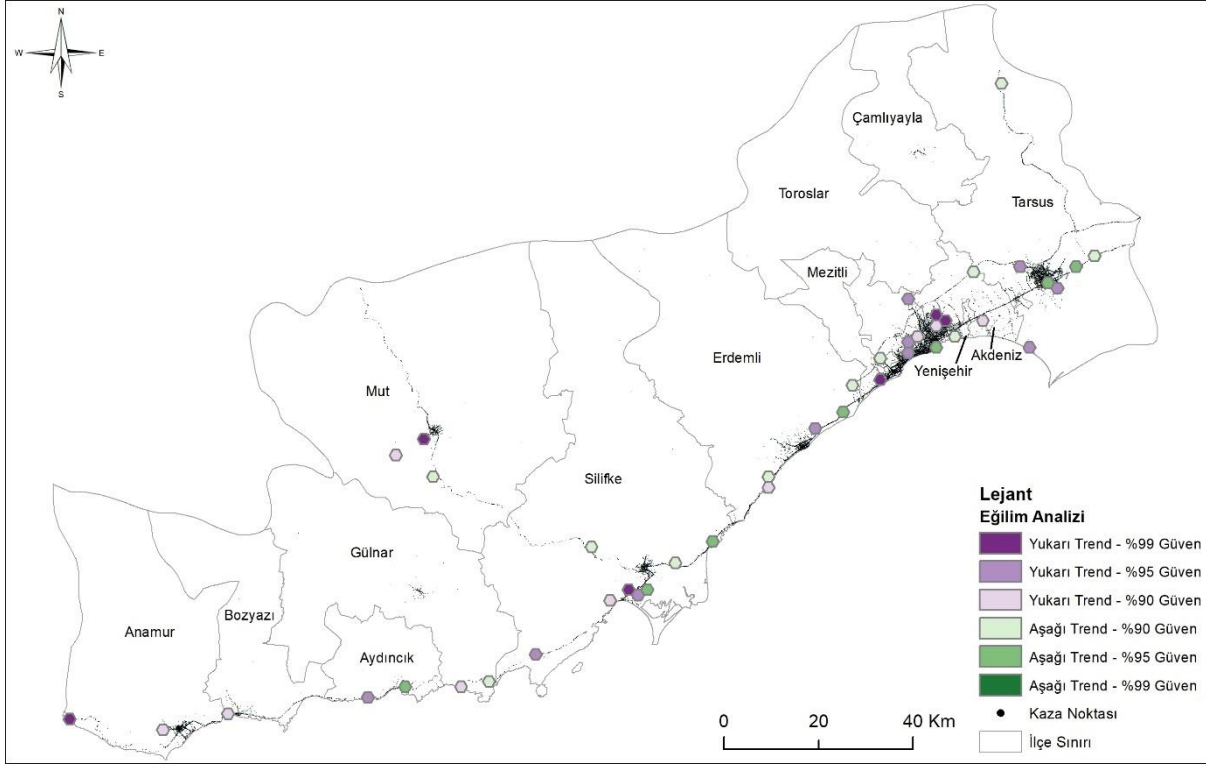 N
W E
S
Çamlıyayla
Toroslar
Tarsus
Mezitli
Erdemli
Akdeniz
Yenişehir
Mut
Silifke
Gülnar
Bozyazı
Anamur
Aydıncık
Lejant
Eğilim Analizi
Yukarı Trend - %99 Güven
Yukarı Trend - %95 Güven
Yukarı Trend - %90 Güven
Aşağı Trend - %90 Güven
Aşağı Trend - %95 Güven
Aşağı Trend - %99 Güven
Kaza Noktası
İlçe Sınırı
0 20 40 Km